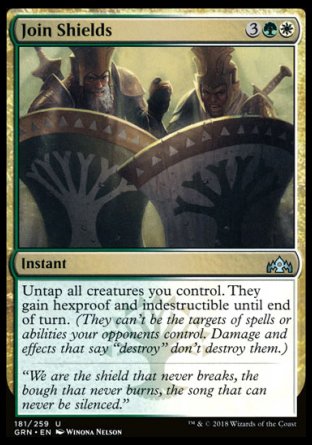 Join Shields 3
Instant
Untap all creatures you control. They
gain hexproof and indestructible until end
of turn. (They can't be the targets of spells or
abilities your opponents control. Damage and
effects that say "destroy" don't destroy them.)
"We are the shield that never breaks, the
bough that never burns, the song that can
never be silenced."
181/259 U
GRN • EN Winona Nelson
™ & © 2018 Wizards of the Coast